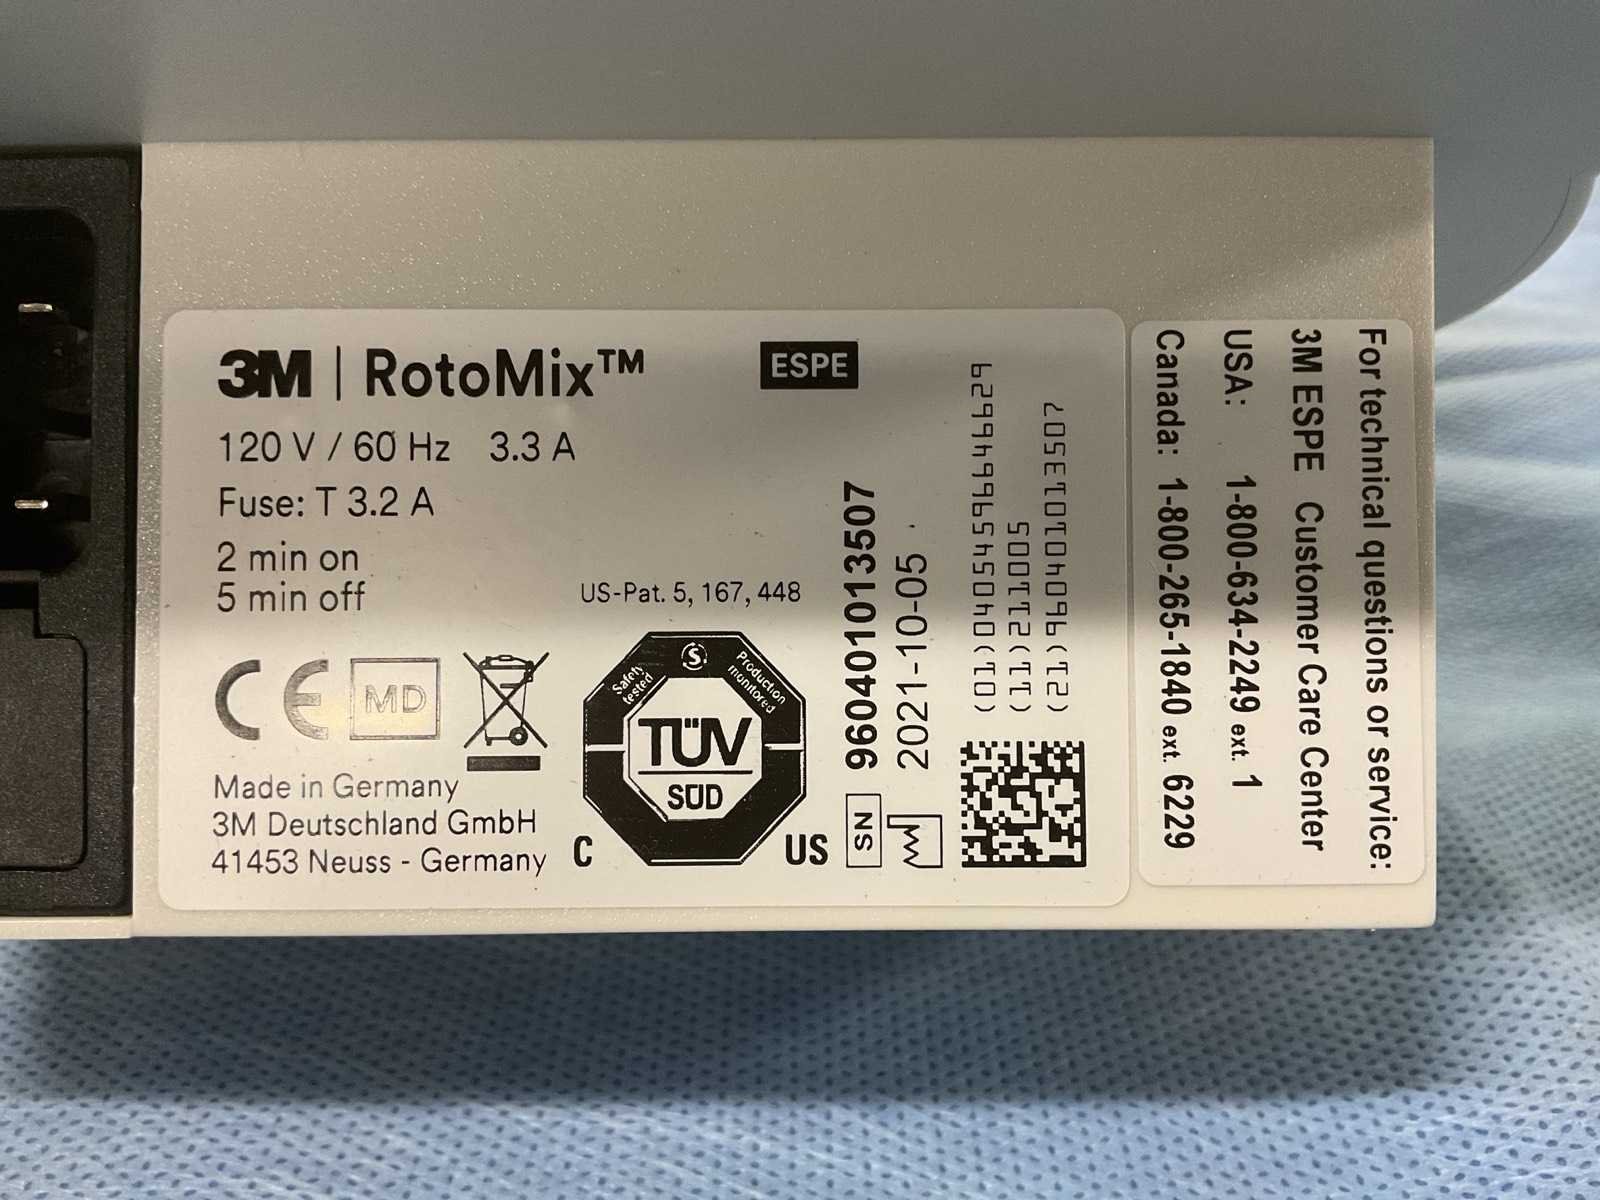 3M | RotoMix™
ESPE
120 V / 60 Hz 3.3 A
Fuse: T 3.2 A
2 min on
5 min off
US-Pat. 5, 167, 448
CE MD
Safety tested
S
Production monitored
TÜV
SÜD
C US
Made in Germany
3M Deutschland GmbH
41453 Neuss - Germany
SN 960401013507
2021-10-05
(01)04054596646629
(11)211005
(21)960401013507
For technical questions or service:
3M ESPE Customer Care Center
USA: 1-800-634-2249 ext. 1
Canada: 1-800-265-1840 ext. 6229